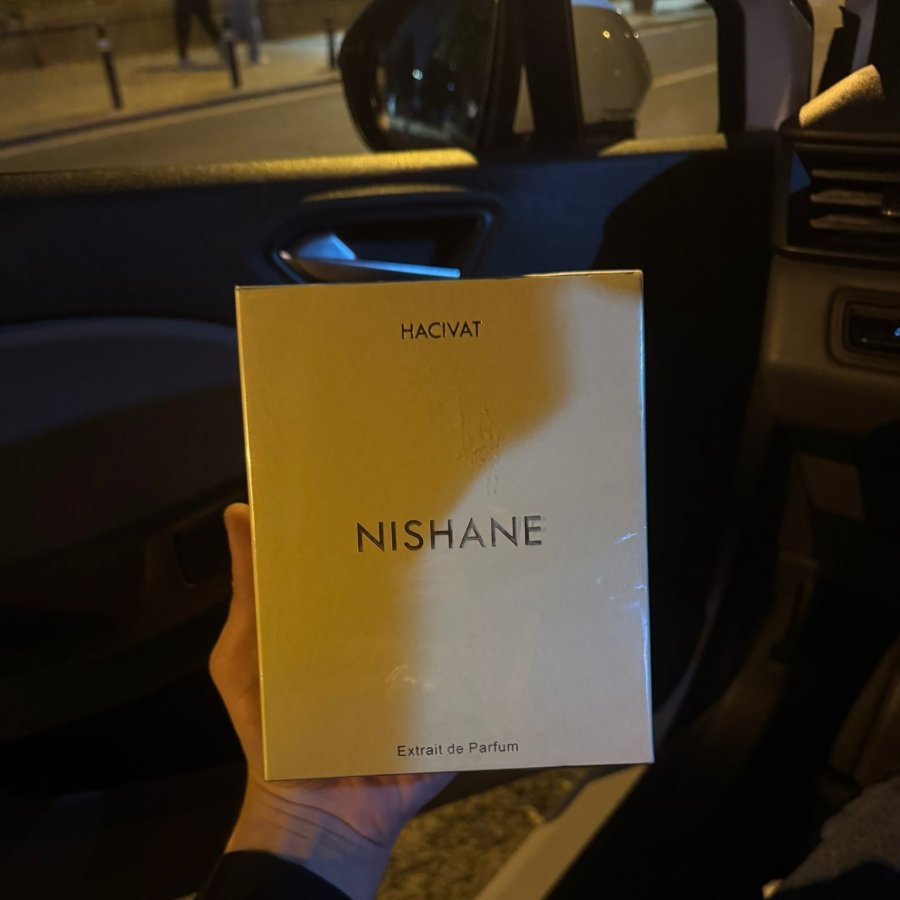 HACIVAT
NISHANE
Extrait de Parfum